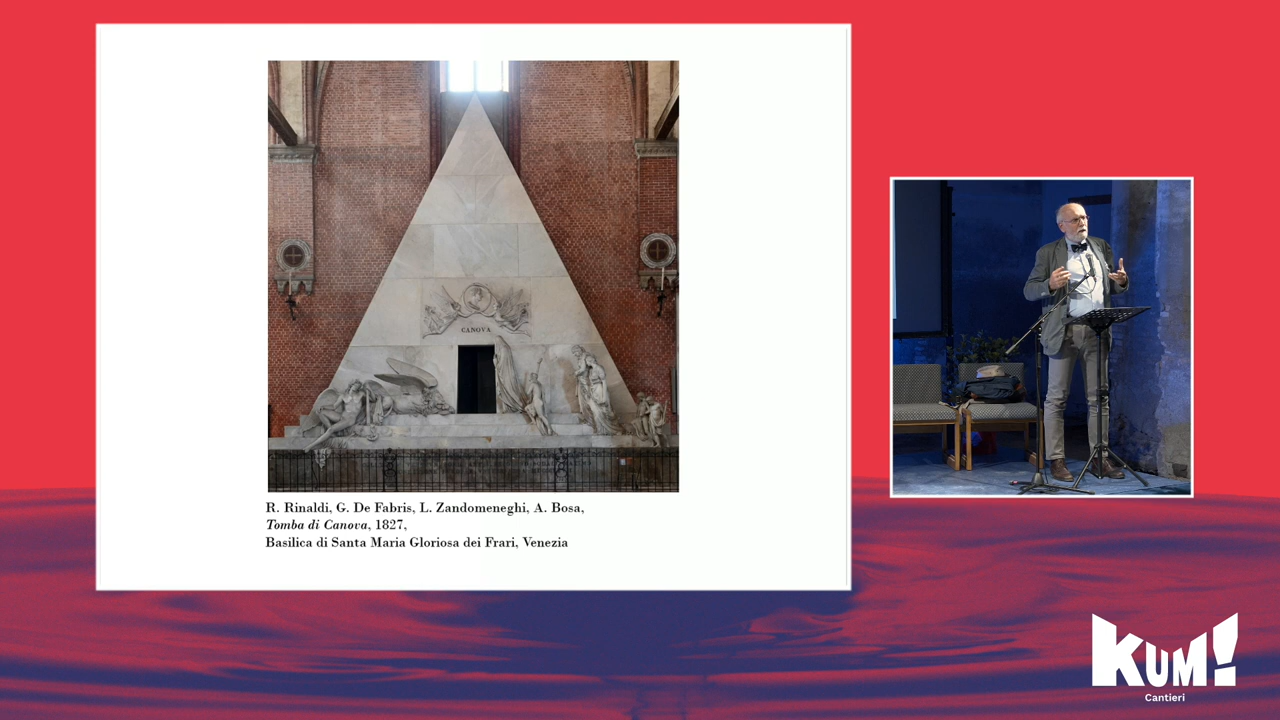 CANOVA
R. Rinaldi, G. De Fabris, L. Zandomeneghi, A. Bosa,
Tomba di Canova, 1827,
Basilica di Santa Maria Gloriosa dei Frari, Venezia
KUM!
Cantieri